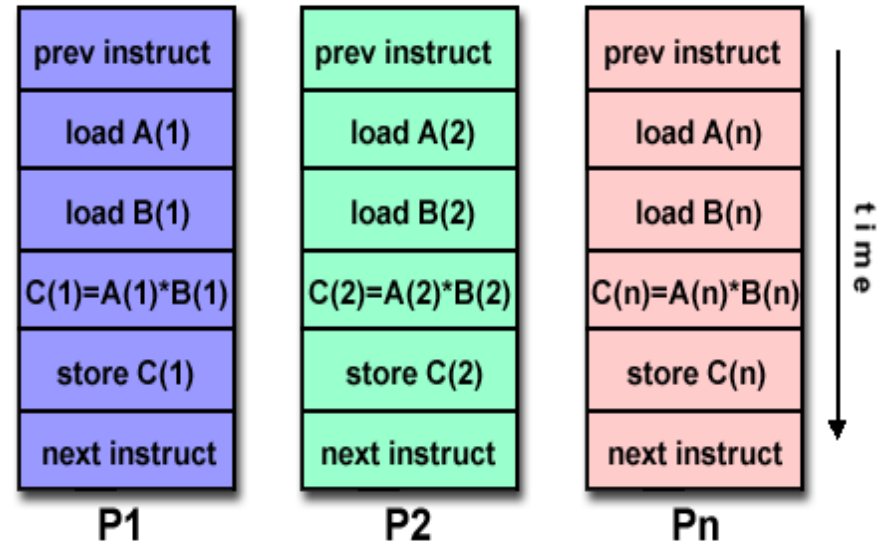 prev instruct
load A(1)
load B(1)
C(1)=A(1)*B(1)
store C(1)
next instruct
P1
prev instruct
load A(2)
load B(2)
C(2)=A(2)*B(2)
store C(2)
next instruct
P2
prev instruct
load A(n)
load B(n)
C(n)=A(n)*B(n)
store C(n)
next instruct
Pn
time